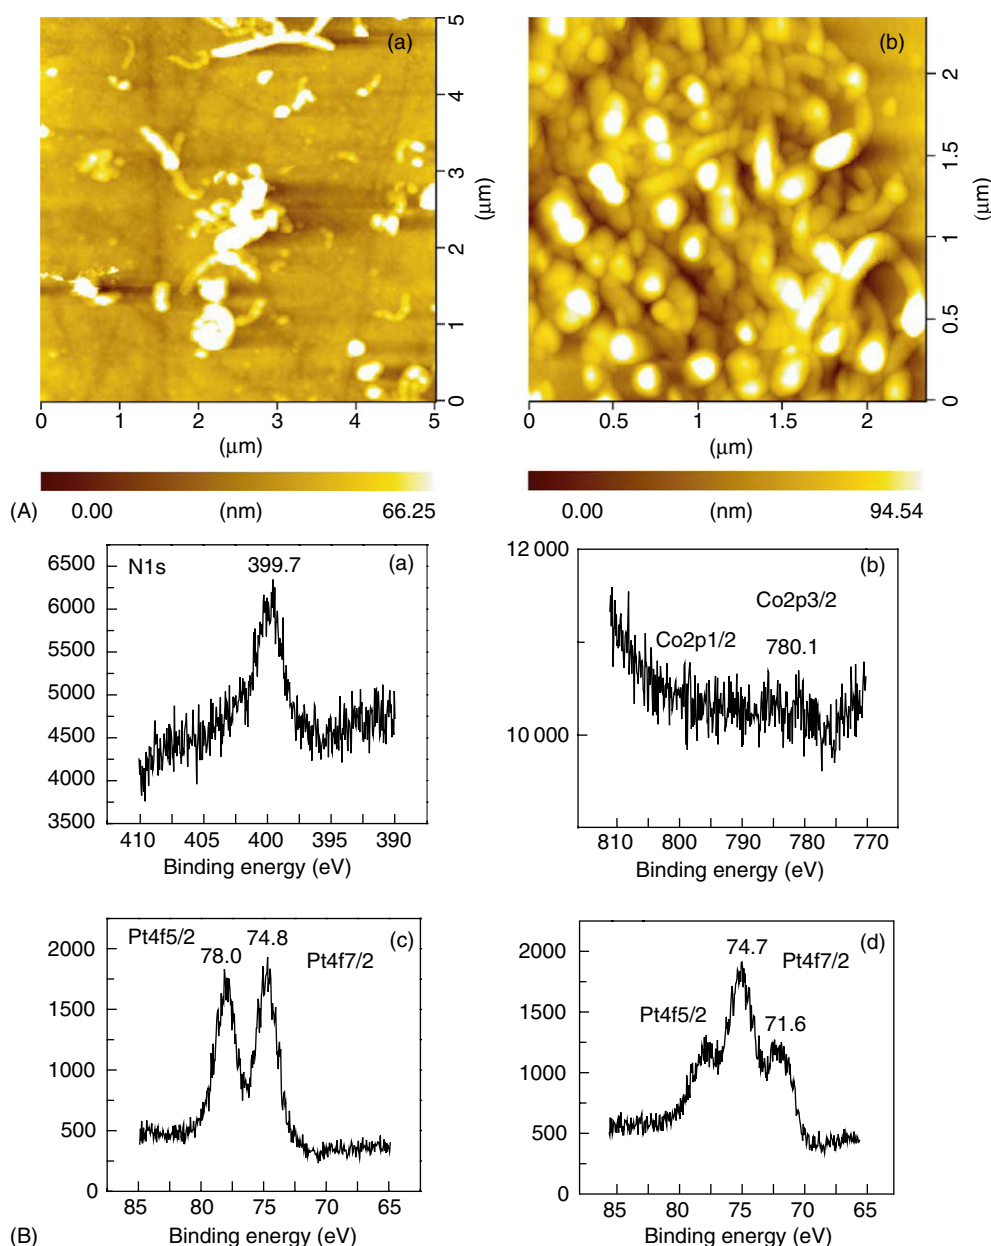 (a)
5
4
3
2
1
0
(µm)
0 1 2 3 4 5
(µm)
(A) 0.00 (nm) 66.25
(b)
2
1.5
1
0.5
0
(µm)
0 0.5 1 1.5 2
(µm)
0.00 (nm) 94.54
N1s 399.7 (a)
6500
6000
5500
5000
4500
4000
3500
410 405 400 395 390
Binding energy (eV)
12 000 (b)
Co2p3/2
Co2p1/2 780.1
10 000
810 800 790 780 770
Binding energy (eV)
Pt4f5/2 74.8 (c)
78.0 Pt4f7/2
2000
1500
1000
500
0
85 80 75 70 65
Binding energy (eV)
74.7 Pt4f7/2 (d)
Pt4f5/2 71.6
2000
1500
1000
500
0
85 80 75 70 65
(B) Binding energy (eV)